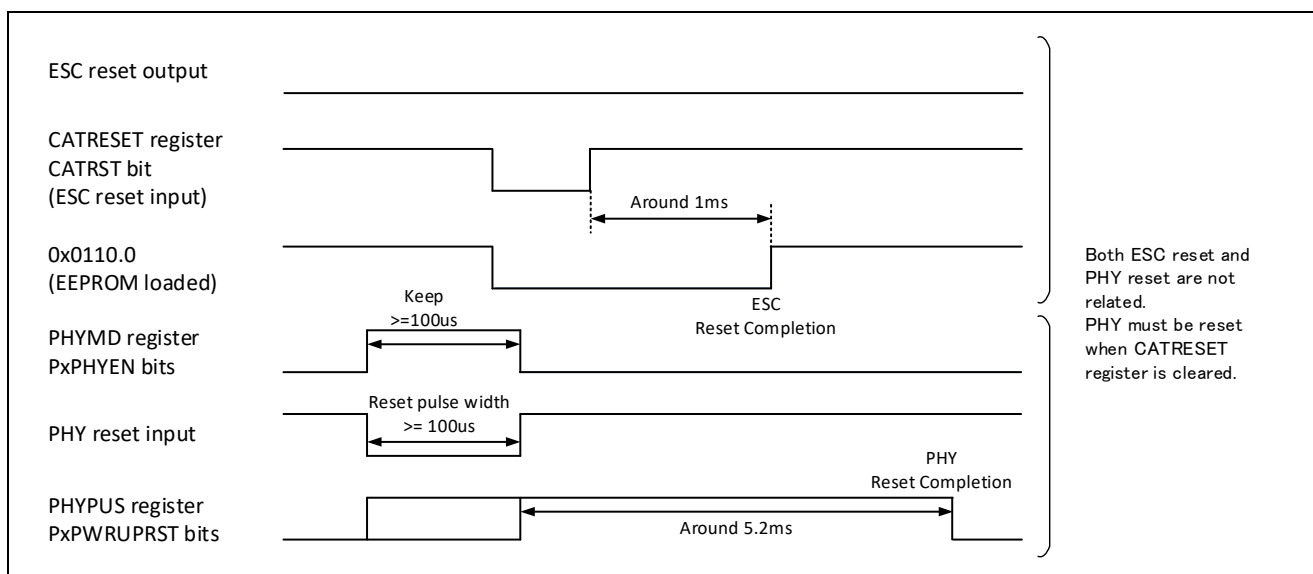 ESC reset output
CATRESET register
CATRST bit
(ESC reset input)
Around 1ms
0x0110.0
(EEPROM loaded)
ESC
Reset Completion
Keep
>=100us
PHYMD register
PxPHYEN bits
Reset pulse width
>= 100us
PHY reset input
PHY
Reset Completion
PHYPUS register
PxPWRUPRST bits
Around 5.2ms
Both ESC reset and
PHY reset are not
related.
PHY must be reset
when CATRESET
register is cleared.